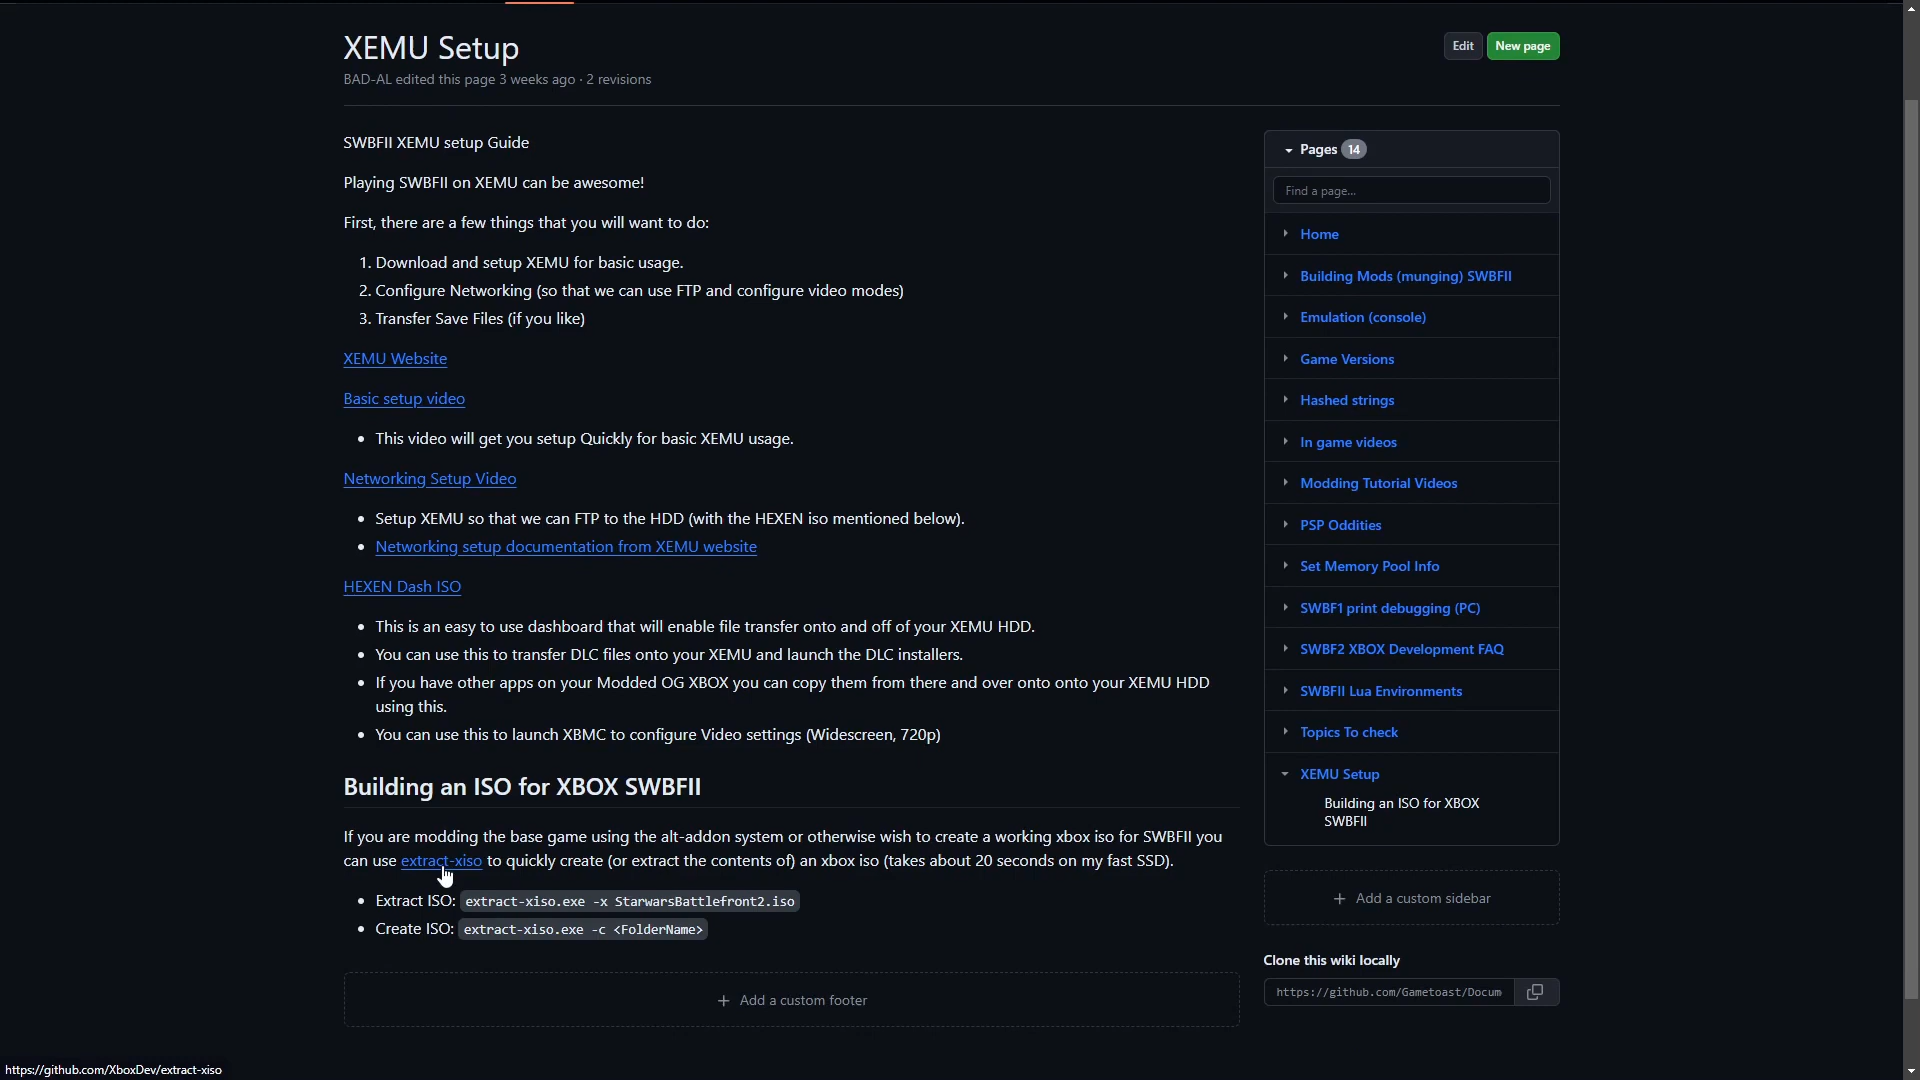 XEMU Setup
Edit
New page
BAD-AL edited this page 3 weeks ago · 2 revisions
SWBFII XEMU setup Guide
Playing SWBFII on XEMU can be awesome!
First, there are a few things that you will want to do:
1. Download and setup XEMU for basic usage.
2. Configure Networking (so that we can use FTP and configure video modes)
3. Transfer Save Files (if you like)
XEMU Website
Basic setup video
• This video will get you setup Quickly for basic XEMU usage.
Networking Setup Video
• Setup XEMU so that we can FTP to the HDD (with the HEXEN iso mentioned below).
• Networking setup documentation from XEMU website
HEXEN Dash ISO
• This is an easy to use dashboard that will enable file transfer onto and off of your XEMU HDD.
• You can use this to transfer DLC files onto your XEMU and launch the DLC installers.
• If you have other apps on your Modded OG XBOX you can copy them from there and over onto onto your XEMU HDD
using this.
• You can use this to launch XBMC to configure Video settings (Widescreen, 720p)
Building an ISO for XBOX SWBFII
If you are modding the base game using the alt-addon system or otherwise wish to create a working xbox iso for SWBFII you
can use extract-xiso to quickly create (or extract the contents of) an xbox iso (takes about 20 seconds on my fast SSD).
• Extract ISO: extract-xiso.exe -x StarwarsBattlefront2.iso
• Create ISO: extract-xiso.exe -c <FolderName>
+ Add a custom footer
Pages 14
Find a page...
Home
Building Mods (munging) SWBFII
Emulation (console)
Game Versions
Hashed strings
In game videos
Modding Tutorial Videos
PSP Oddities
Set Memory Pool Info
SWBF1 print debugging (PC)
SWBF2 XBOX Development FAQ
SWBFII Lua Environments
Topics To check
XEMU Setup
Building an ISO for XBOX
SWBFII
+ Add a custom sidebar
Clone this wiki locally
https://github.com/Gametoast/Docum
https://github.com/XboxDev/extract-xiso